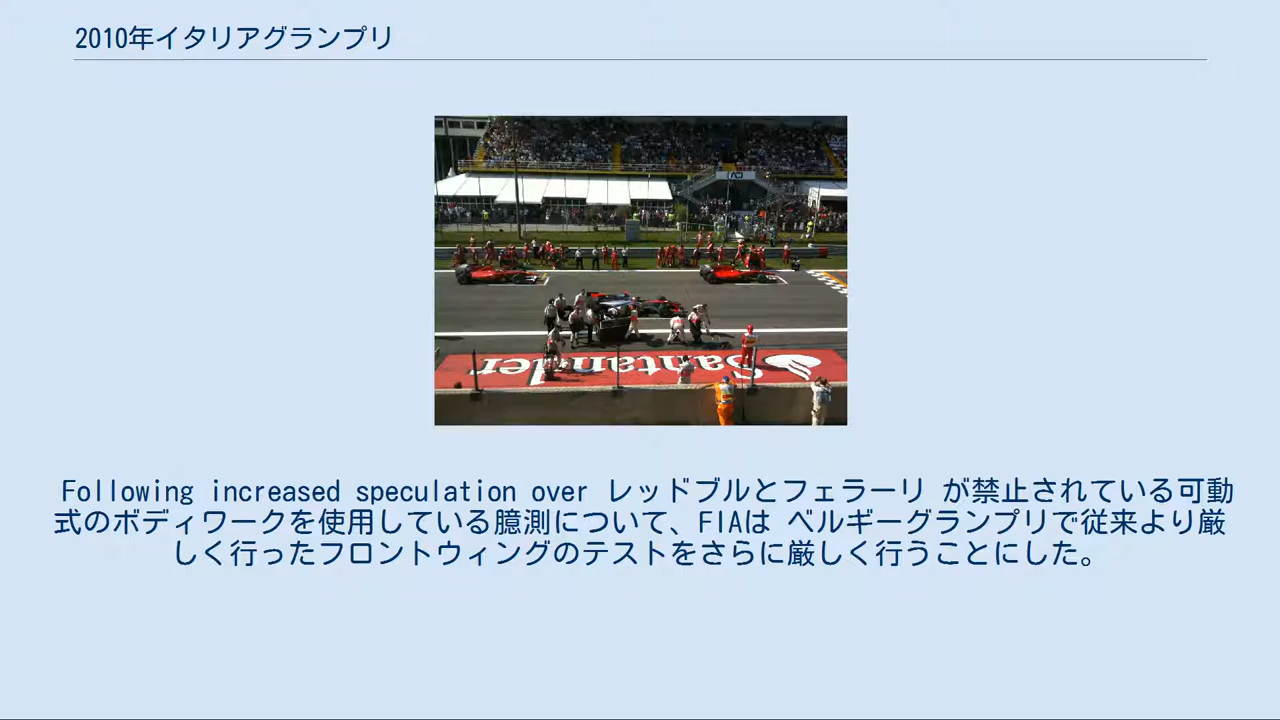 2010年イタリアグランプリ
ACI
Santander
Following increased speculation over レッドブルとフェラーリ が禁止されている可動
式のボディワークを使用している臆測について、FIAは ベルギーグランプリで従来より厳
しく行ったフロントウィングのテストをさらに厳しく行うことにした。